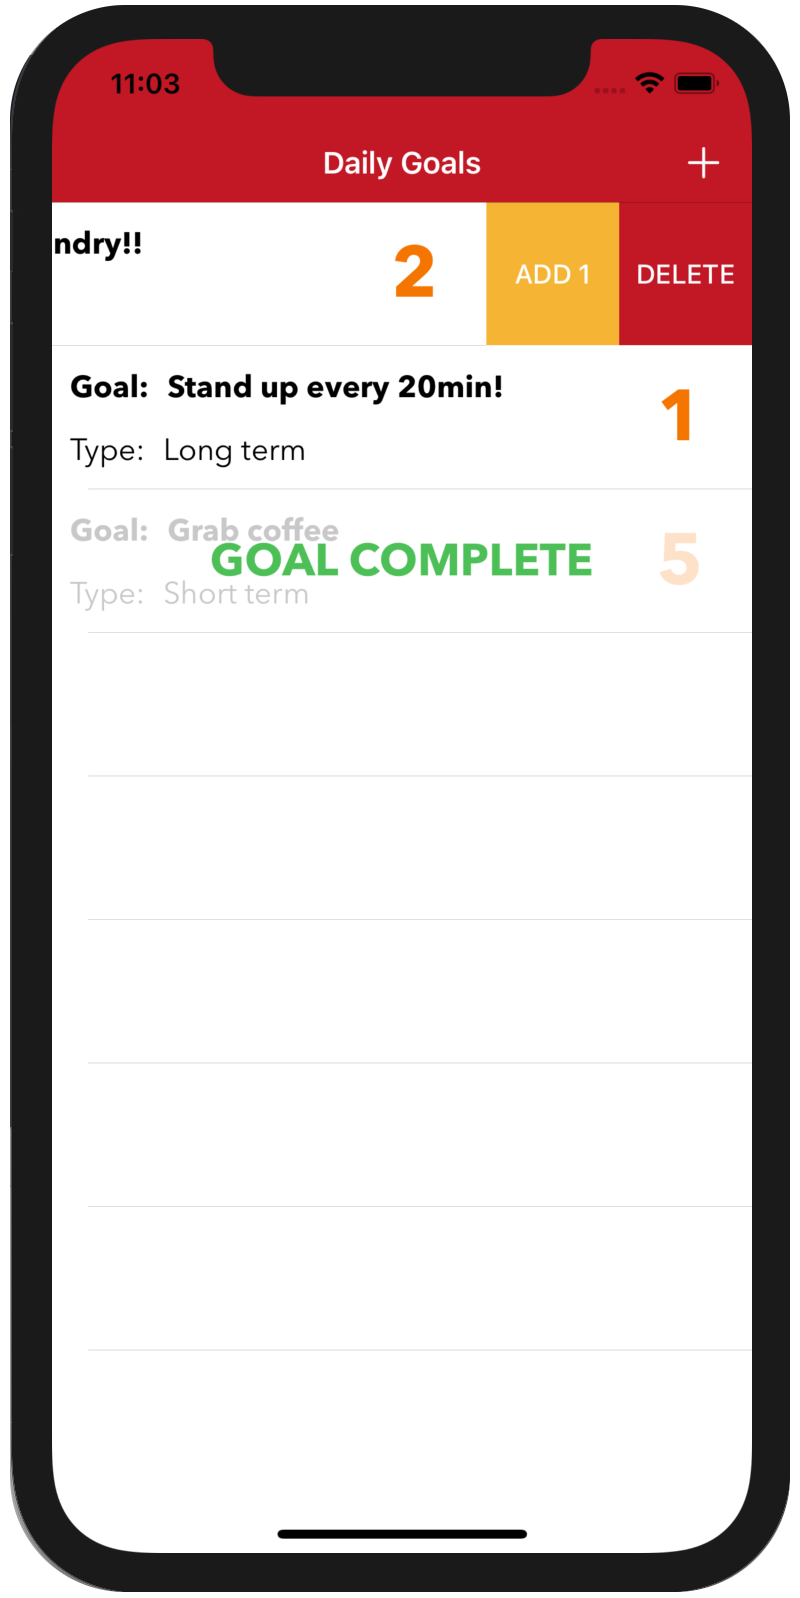 11:03
Daily Goals
ndry!!
2
ADD 1
DELETE
Goal: Stand up every 20min!
1
Type: Long term
Goal: Grab coffee
GOAL COMPLETE
5
Type: Short term